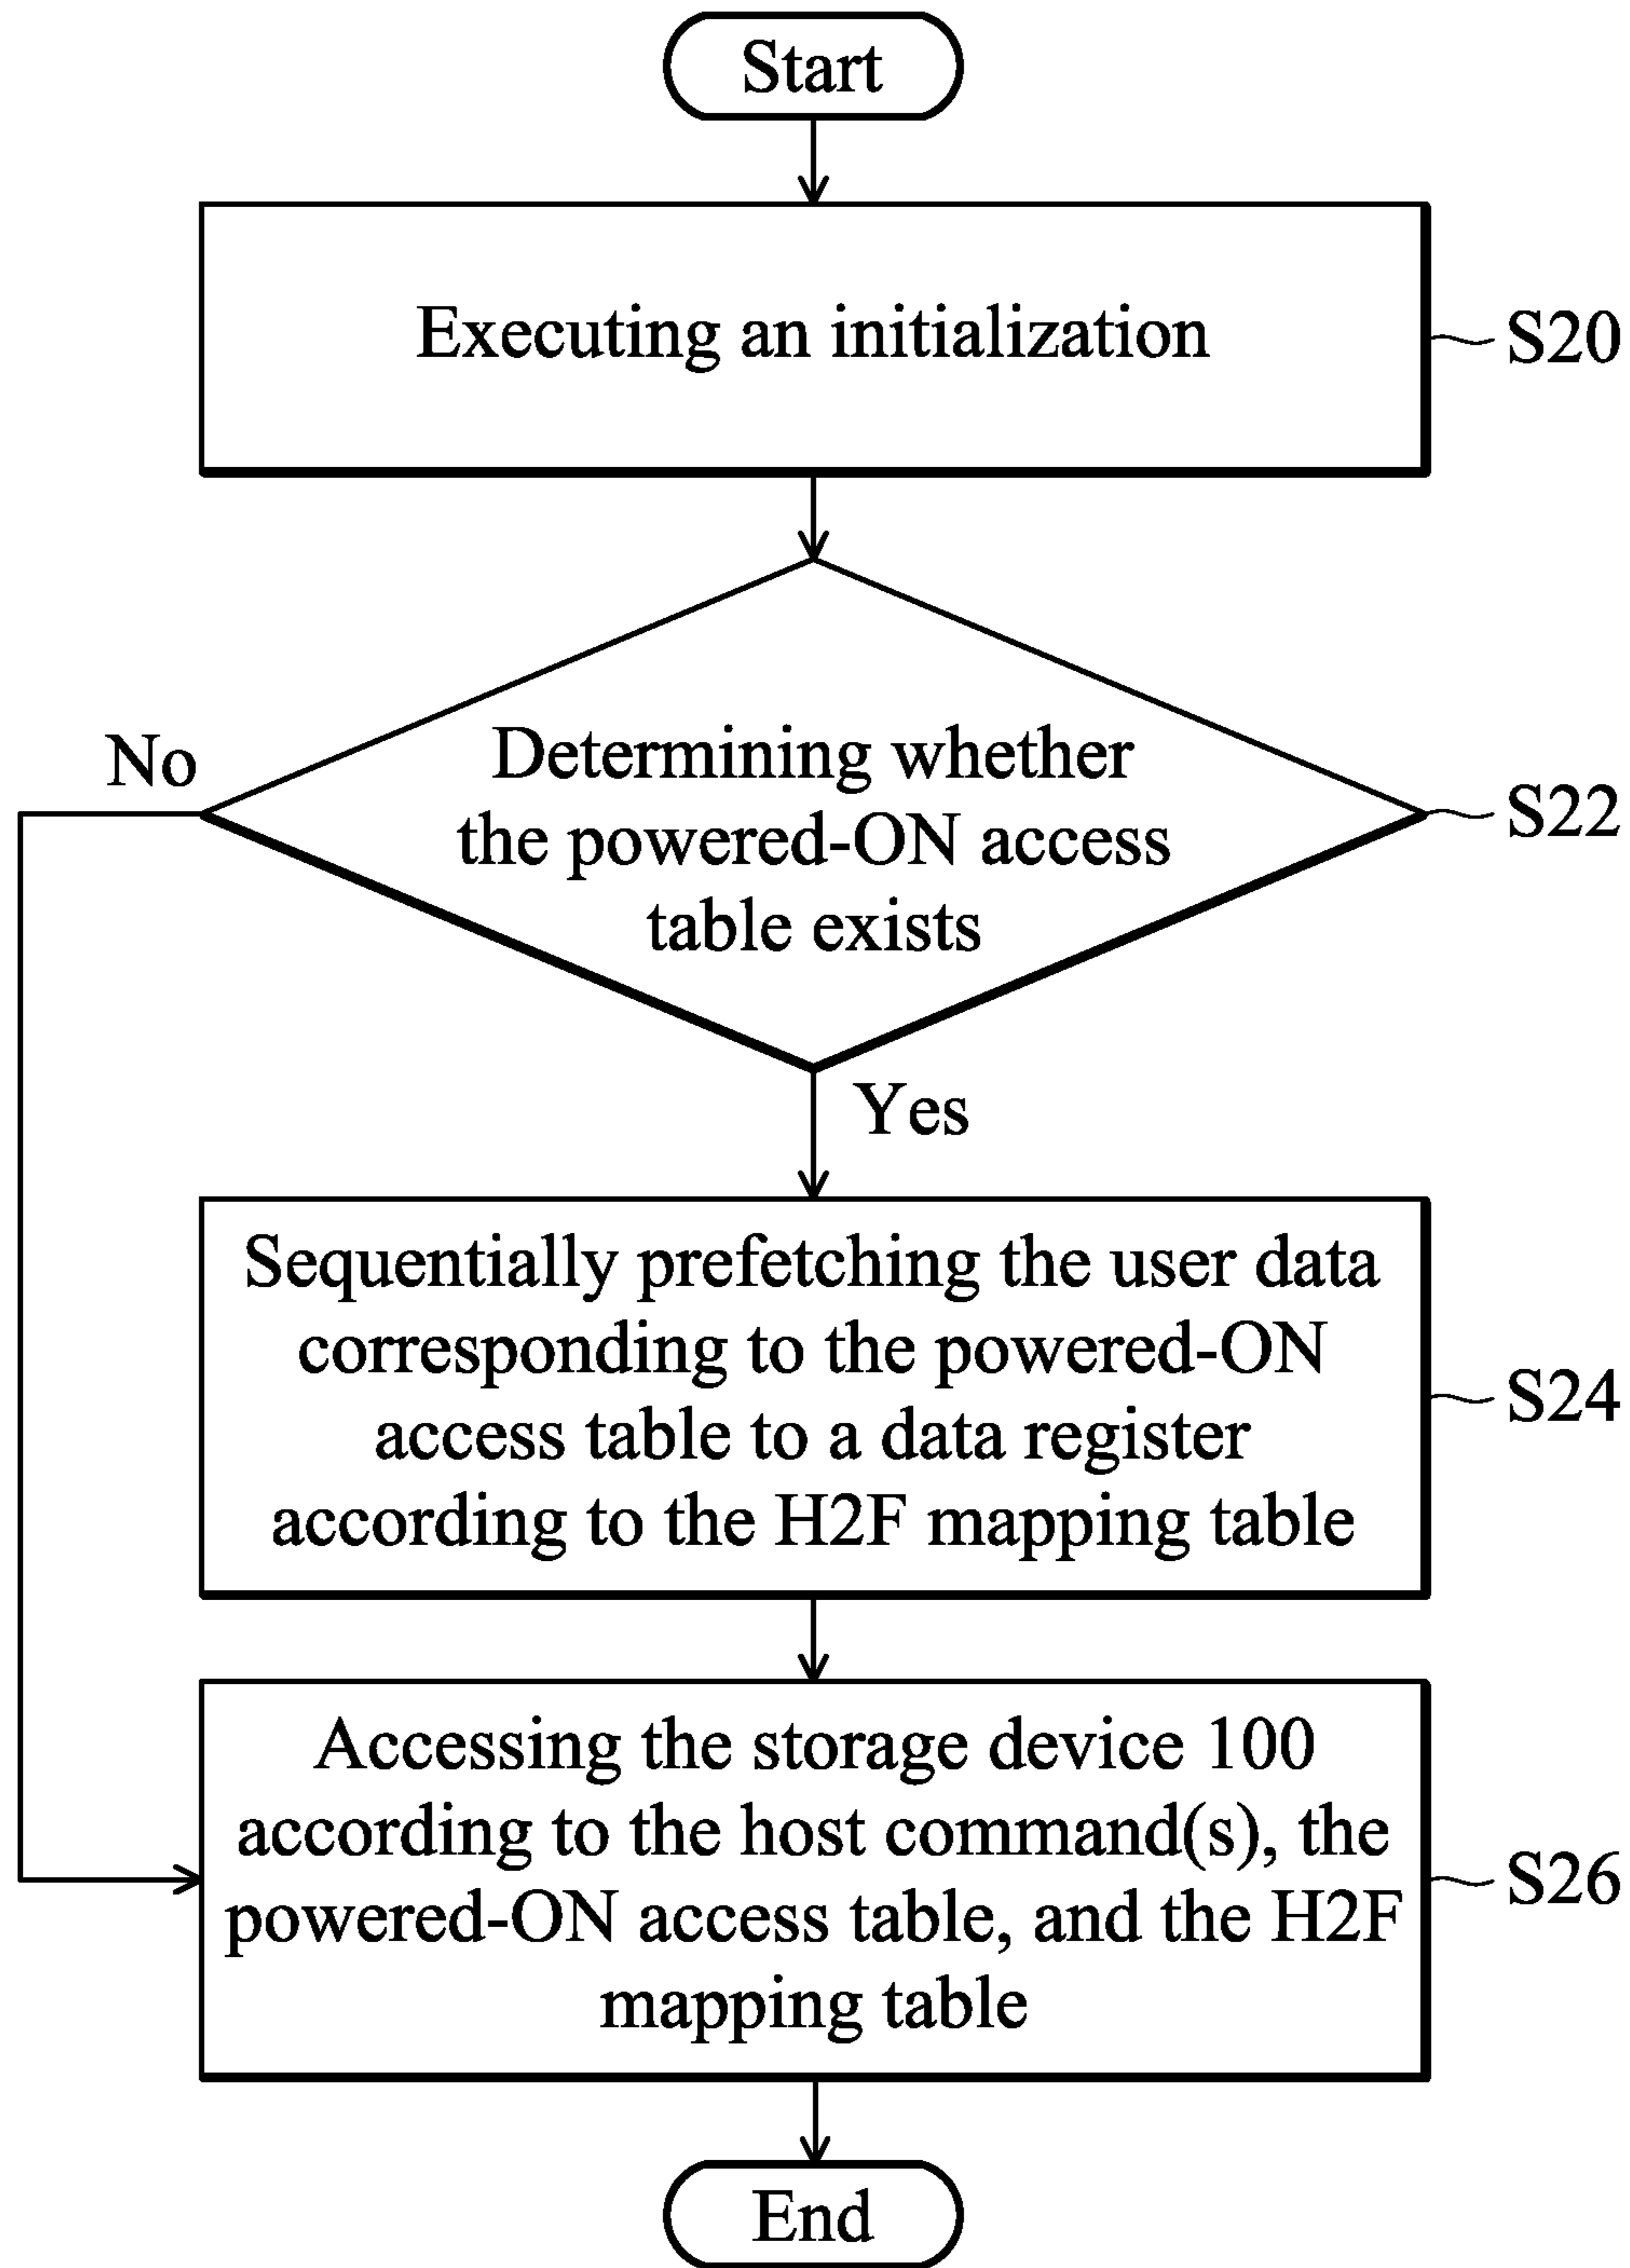 Start
Executing an initialization
S20
Determining whether
the powered-ON access
table exists
S22
No
Yes
Sequentially prefetching the user data
corresponding to the powered-ON
access table to a data register
according to the H2F mapping table
S24
Accessing the storage device 100
according to the host command(s), the
powered-ON access table, and the H2F
mapping table
S26
End